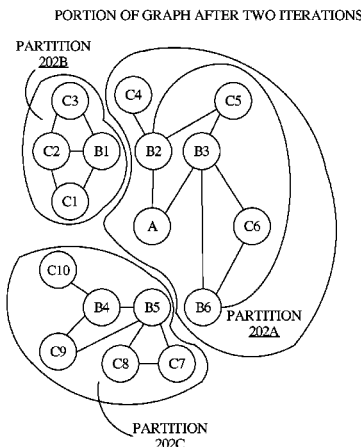 PORTION OF GRAPH AFTER TWO ITERATIONS
PARTITION
202B
C3
C4
C5
C2
B1
B2
B3
C1
A
C6
C10
B4
B5
B6
PARTITION
202A
C9
C8
C7
PARTITION
202C